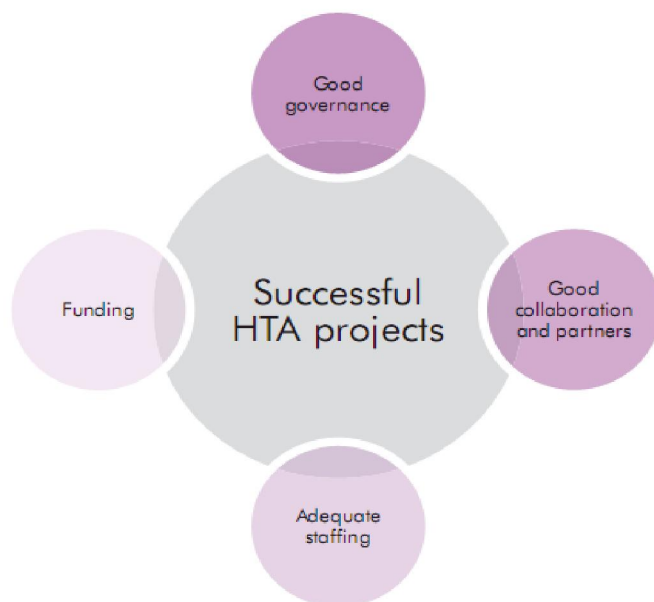 Good
governance
Funding
Successful
HTA projects
Good
collaboration
and partners
Adequate
staffing